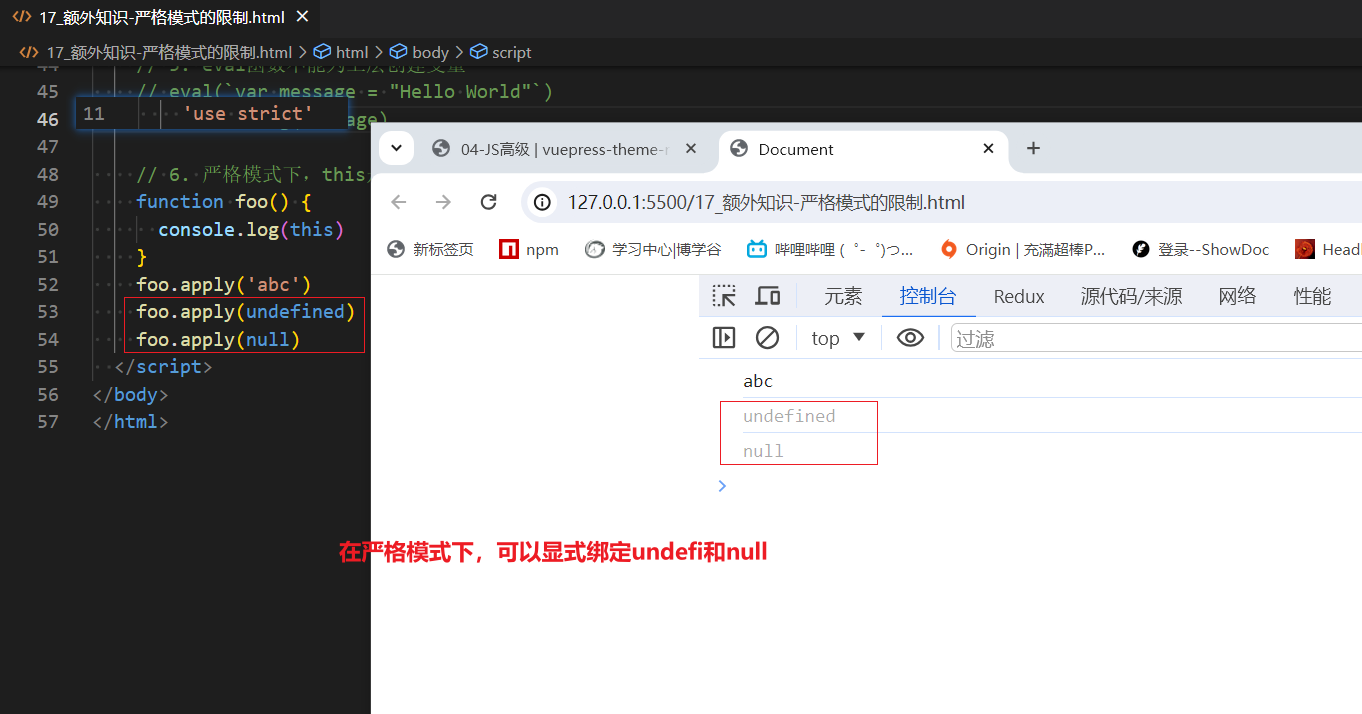 17_额外知识-严格模式的限制.html
17_额外知识-严格模式的限制.html > html > body > script
44
45 // eval(`var message = "Hello World"`)
11 'use strict'
46 age)
47
48 // 6. 严格模式下，this
49 function foo() {
50 console.log(this)
51 }
52 foo.apply('abc')
53 foo.apply(undefined)
54 foo.apply(null)
55 </script>
56 </body>
57 </html>
04-JS高级 | vuepress-theme-
Document
127.0.0.1:5500/17_额外知识-严格模式的限制.html
新标签页 npm 学习中心|博学谷 哔哩哔哩 (゜-゜)つ... Origin | 充滿超棒P... 登录--ShowDoc Head
元素 控制台 Redux 源代码/来源 网络 性能
top 过滤
abc
undefined
null
在严格模式下，可以显式绑定undefi和null